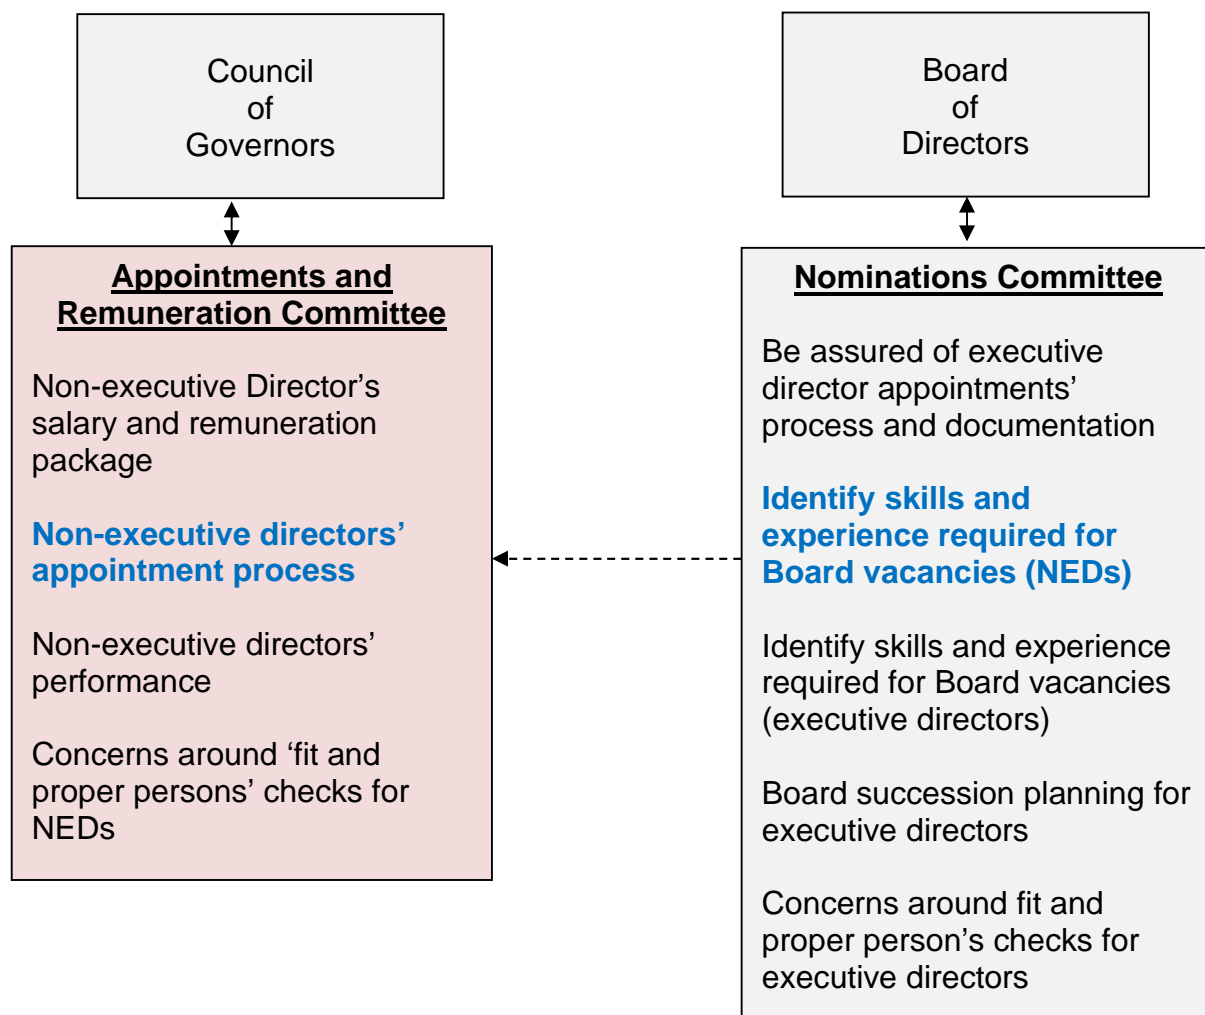 Council
of
Governors
Board
of
Directors
Appointments and
Remuneration Committee
Non-executive Director’s
salary and remuneration
package
Non-executive directors’
appointment process
Non-executive directors’
performance
Concerns around ‘fit and
proper persons’ checks for
NEDs
Nominations Committee
Be assured of executive
director appointments’
process and documentation
Identify skills and
experience required for
Board vacancies (NEDs)
Identify skills and experience
required for Board vacancies
(executive directors)
Board succession planning for
executive directors
Concerns around fit and
proper person’s checks for
executive directors